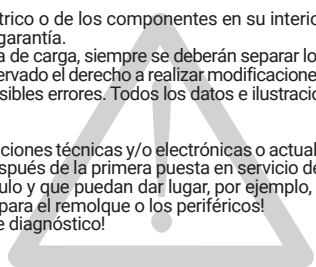 trico o de los componentes en su interio
garantía.
a de carga, siempre se deberán separar lo
ervado el derecho a realizar modificacione
sibles errores. Todos los datos e ilustracio
ciones técnicas y/o electrónicas o actual
spués de la primera puesta en servicio de
ulo y que puedan dar lugar, por ejemplo,
para el remolque o los periféricos!
e diagnóstico!